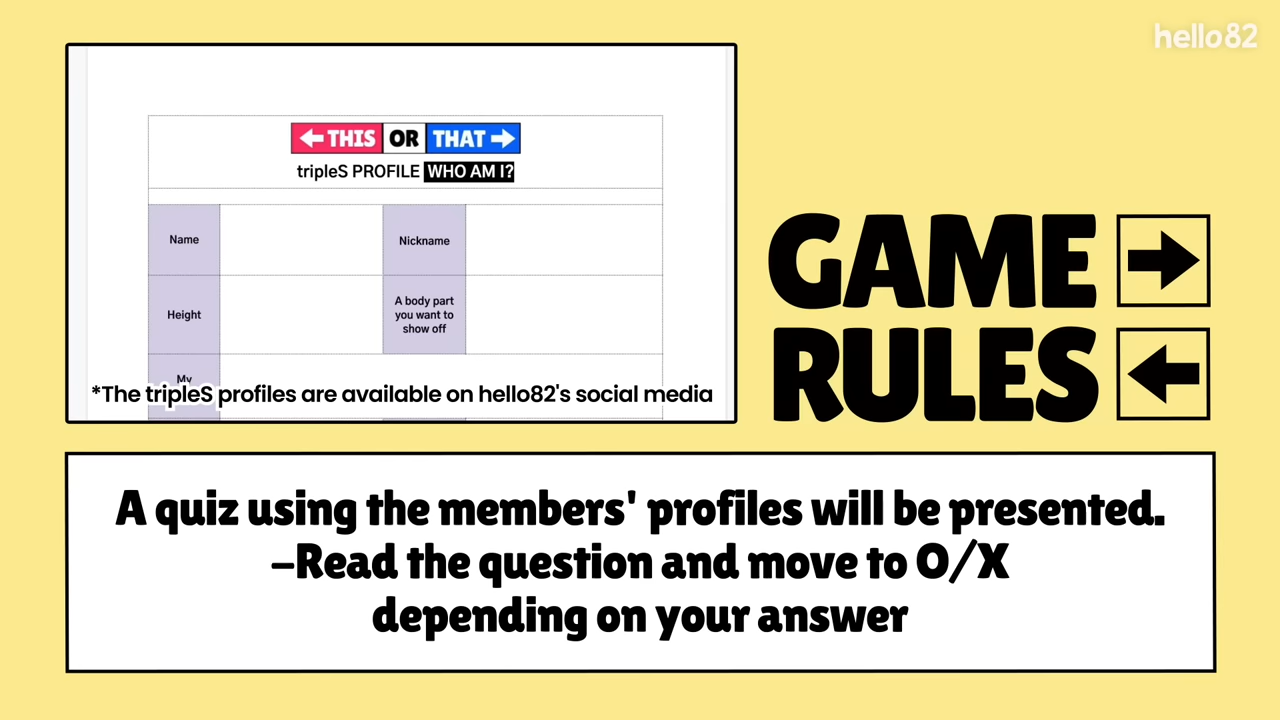 hello82
THIS OR THAT
tripleS PROFILE WHO AM I?
Name
Nickname
Height
A body part
you want to
show off
My
*The tripleS profiles are available on hello82's social media
GAME
RULES
A quiz using the members' profiles will be presented.
-Read the question and move to O/X
depending on your answer